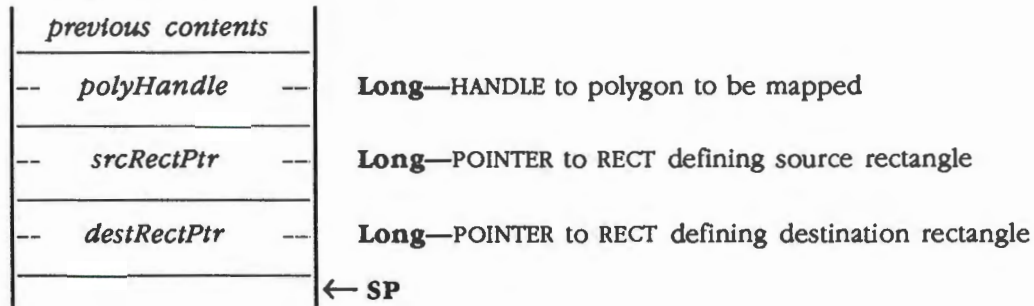 previous contents
-- polyHandle -- Long—HANDLE to polygon to be mapped
-- srcRectPtr -- Long—POINTER to RECT defining source rectangle
-- destRectPtr -- Long—POINTER to RECT defining destination rectangle
← SP